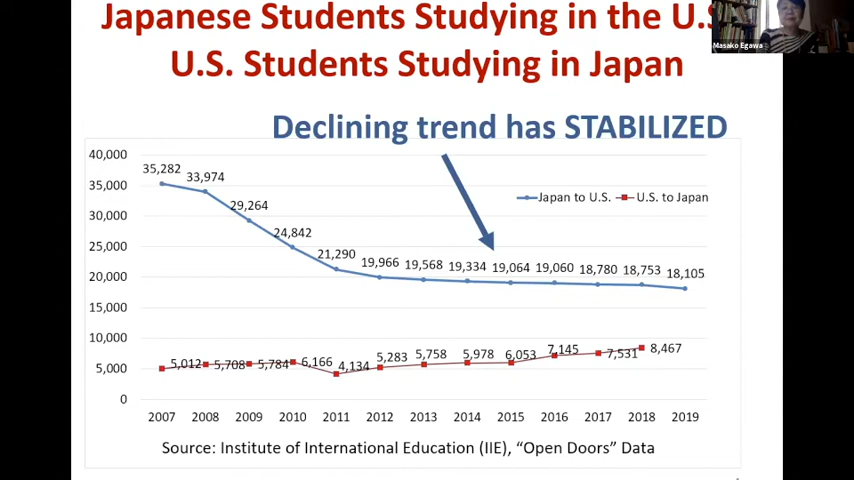 Japanese Students Studying in the U.S
U.S. Students Studying in Japan
Masako Egawa
Declining trend has STABILIZED
40,000
35,000
30,000
25,000
20,000
15,000
10,000
5,000
0
35,282 33,974 29,264 24,842 21,290 19,966 19,568 19,334 19,064 19,060 18,780 18,753 18,105
Japan to U.S. U.S. to Japan
5,012 5,708 5,784 6,166 4,134 5,283 5,758 5,978 6,053 7,145 7,531 8,467
2007 2008 2009 2010 2011 2012 2013 2014 2015 2016 2017 2018 2019
Source: Institute of International Education (IIE), “Open Doors” Data